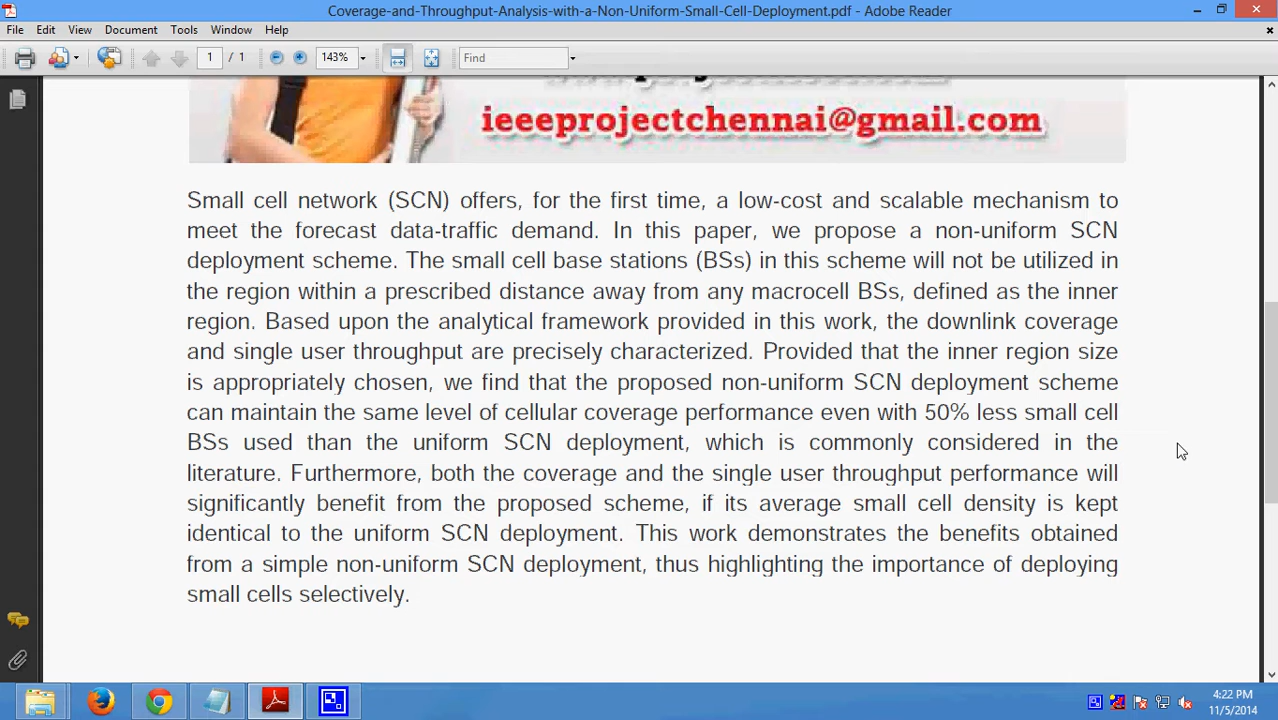 Coverage-and-Throughput-Analysis-with-a-Non-Uniform-Small-Cell-Deployment.pdf - Adobe Reader
File Edit View Document Tools Window Help
1 / 1 143% Find
ieeeprojectchennai@gmail.com
Small cell network (SCN) offers, for the first time, a low-cost and scalable mechanism to
meet the forecast data-traffic demand. In this paper, we propose a non-uniform SCN
deployment scheme. The small cell base stations (BSs) in this scheme will not be utilized in
the region within a prescribed distance away from any macrocell BSs, defined as the inner
region. Based upon the analytical framework provided in this work, the downlink coverage
and single user throughput are precisely characterized. Provided that the inner region size
is appropriately chosen, we find that the proposed non-uniform SCN deployment scheme
can maintain the same level of cellular coverage performance even with 50% less small cell
BSs used than the uniform SCN deployment, which is commonly considered in the
literature. Furthermore, both the coverage and the single user throughput performance will
significantly benefit from the proposed scheme, if its average small cell density is kept
identical to the uniform SCN deployment. This work demonstrates the benefits obtained
from a simple non-uniform SCN deployment, thus highlighting the importance of deploying
small cells selectively.
4:22 PM
11/5/2014